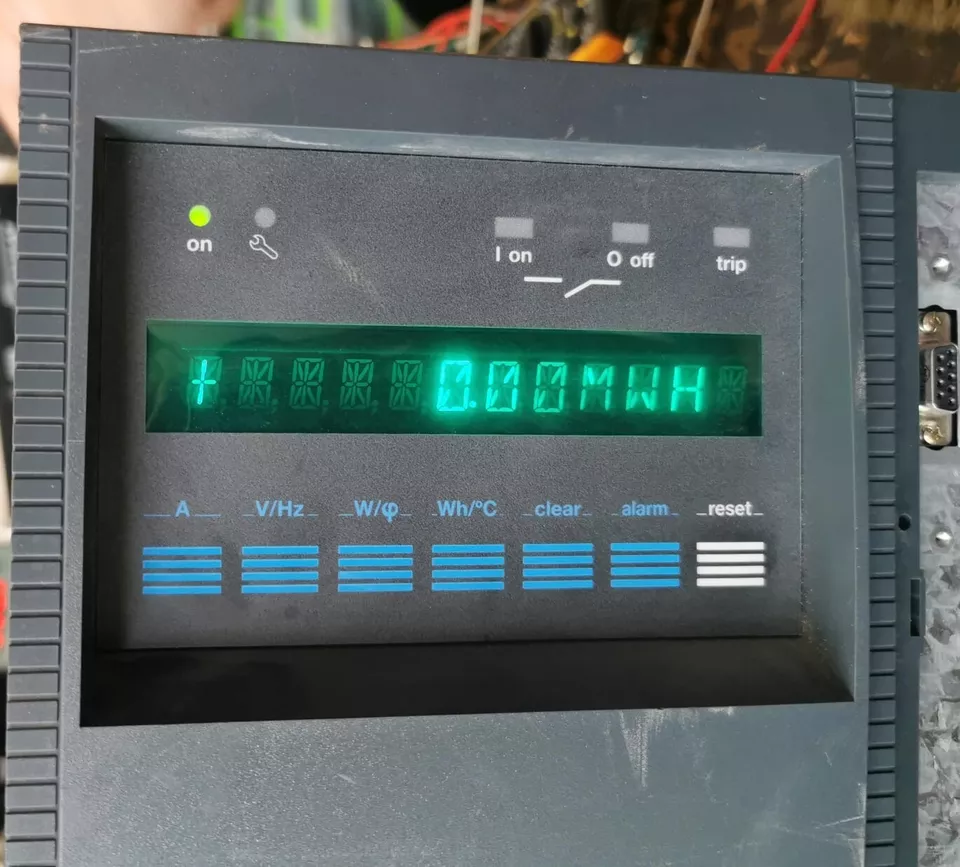 on I on O off trip
+ 0.00MWH
A V/Hz W/φ Wh/°C clear alarm reset